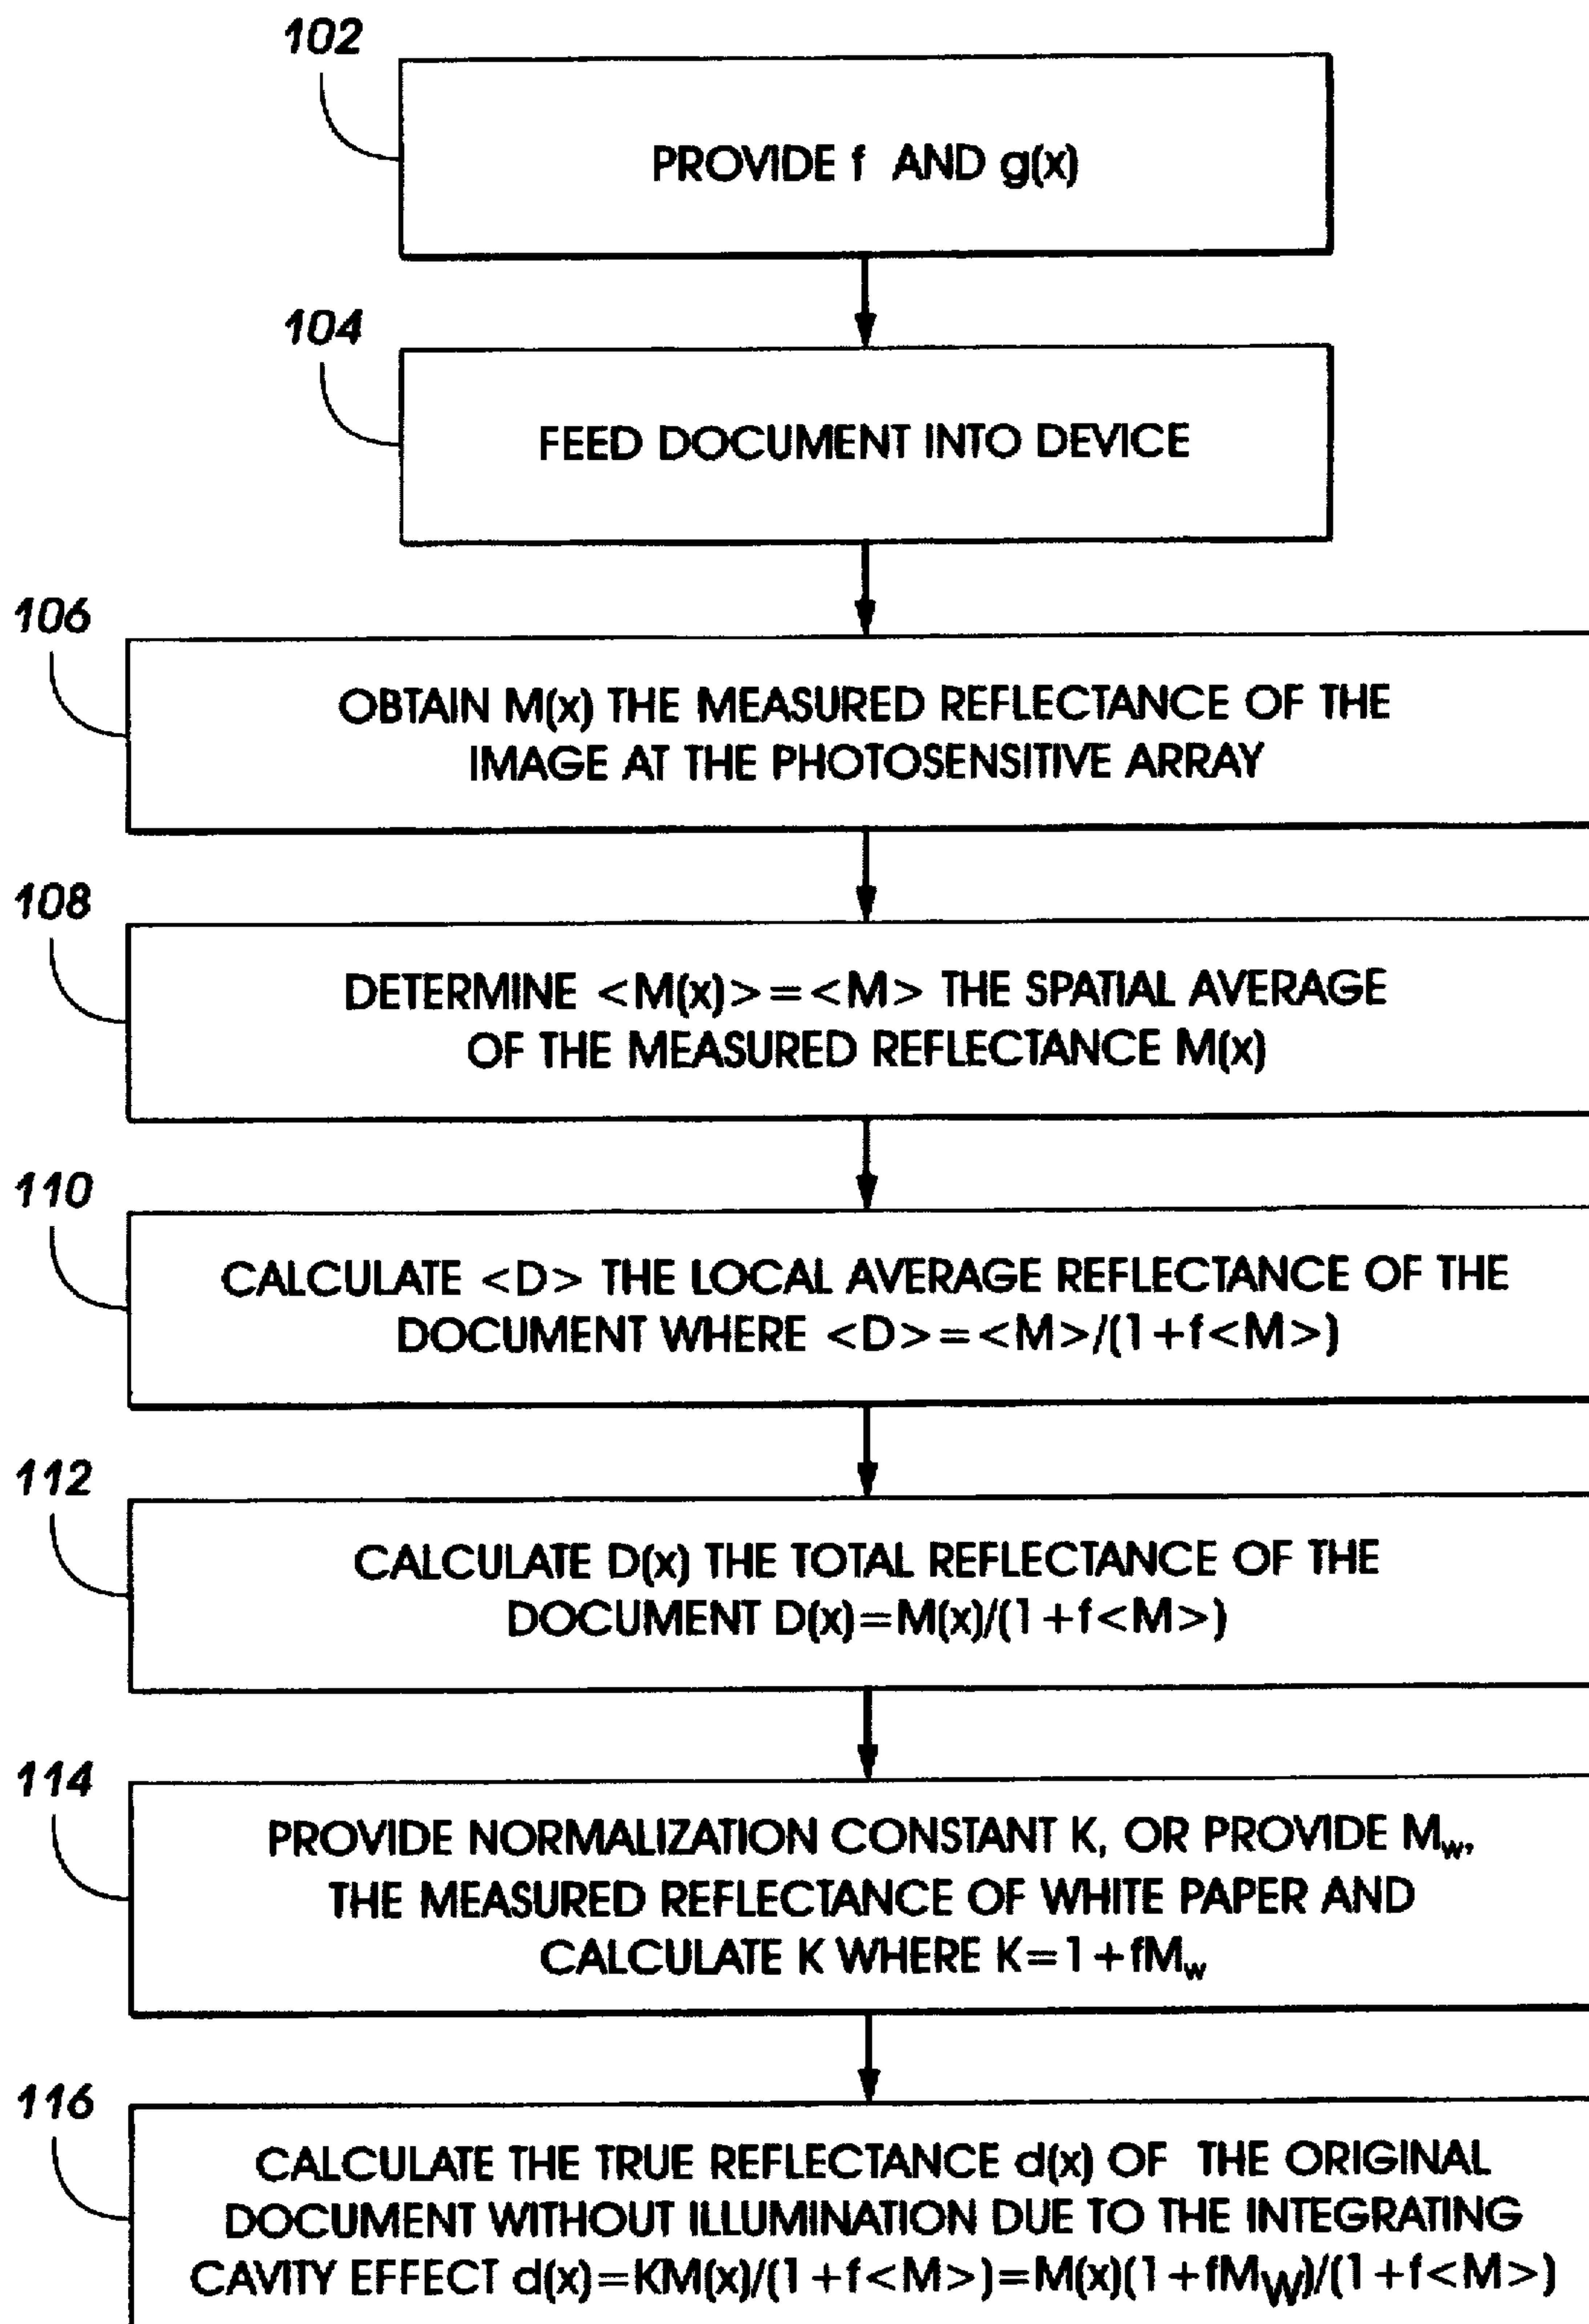 102
PROVIDE f AND g(x)
104
FEED DOCUMENT INTO DEVICE
106
OBTAIN M(x) THE MEASURED REFLECTANCE OF THE
IMAGE AT THE PHOTOSENSITIVE ARRAY
108
DETERMINE <M(x)>=<M> THE SPATIAL AVERAGE
OF THE MEASURED REFLECTANCE M(x)
110
CALCULATE <D> THE LOCAL AVERAGE REFLECTANCE OF THE
DOCUMENT WHERE <D>=<M>/(1+f<M>)
112
CALCULATE D(x) THE TOTAL REFLECTANCE OF THE
DOCUMENT D(x)=M(x)/(1+f<M>)
114
PROVIDE NORMALIZATION CONSTANT K, OR PROVIDE Mw,
THE MEASURED REFLECTANCE OF WHITE PAPER AND
CALCULATE K WHERE K=1+fMw
116
CALCULATE THE TRUE REFLECTANCE d(x) OF THE ORIGINAL
DOCUMENT WITHOUT ILLUMINATION DUE TO THE INTEGRATING
CAVITY EFFECT d(x)=KM(x)/(1+f<M>)=M(x)(1+fMW)/(1+f<M>)